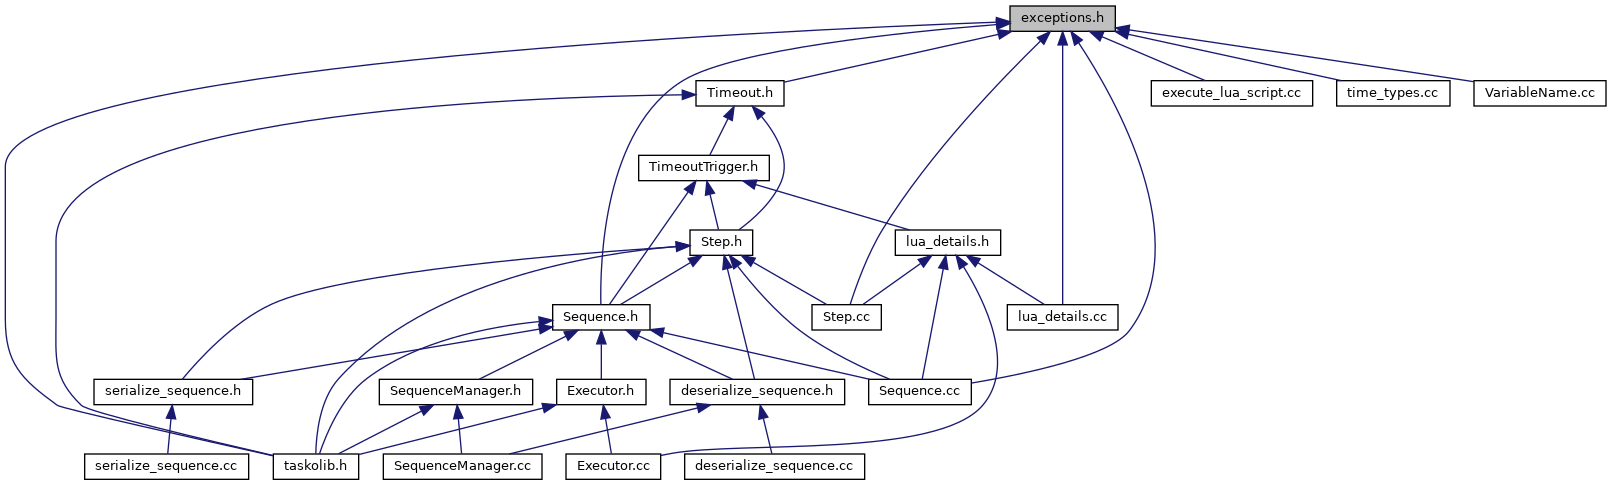 exceptions.h
Timeout.h
execute_lua_script.cc
time_types.cc
VariableName.cc
TimeoutTrigger.h
Step.h
lua_details.h
Sequence.h
Step.cc
lua_details.cc
serialize_sequence.h
SequenceManager.h
Executor.h
deserialize_sequence.h
Sequence.cc
serialize_sequence.cc
taskolib.h
SequenceManager.cc
Executor.cc
deserialize_sequence.cc